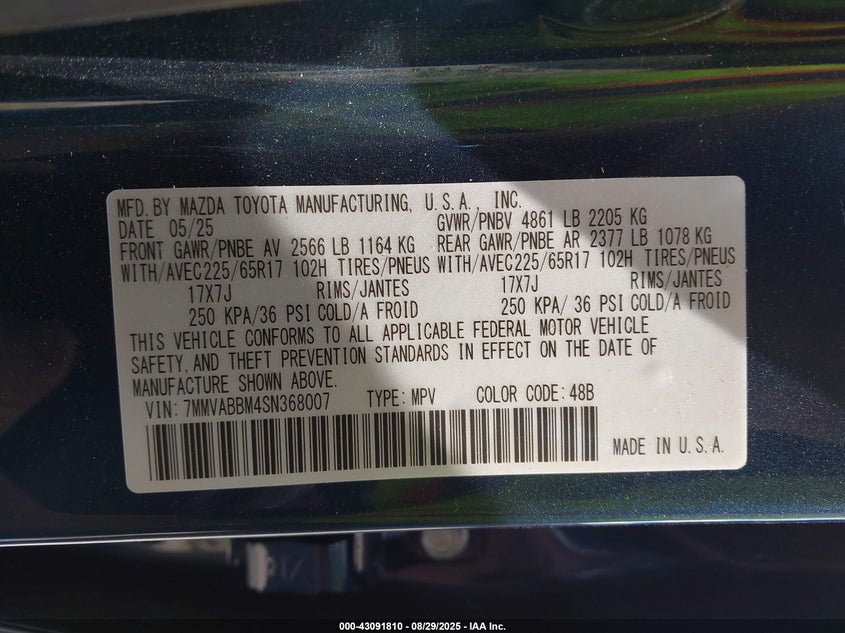 MFD. BY MAZDA TOYOTA MANUFACTURING, U.S.A., INC.
DATE 05/25 GVWR/PNBV 4861 LB 2205 KG
FRONT GAWR/PNBE AV 2566 LB 1164 KG REAR GAWR/PNBE AR 2377 LB 1078 KG
WITH/AVEC225/65R17 102H TIRES/PNEUS WITH/AVEC225/65R17 102H TIRES/PNEUS
17X7J RIMS/JANTES 17X7J RIMS/JANTES
250 KPA/36 PSI COLD/A FROID 250 KPA/ 36 PSI COLD/A FROID
THIS VEHICLE CONFORMS TO ALL APPLICABLE FEDERAL MOTOR VEHICLE
SAFETY, AND THEFT PREVENTION STANDARDS IN EFFECT ON THE DATE OF
MANUFACTURE SHOWN ABOVE.
VIN: 7MMVABBM4SN368007 TYPE: MPV COLOR CODE: 48B
MADE IN U.S.A.
000-43091810 - 08/29/2025 - IAA Inc.